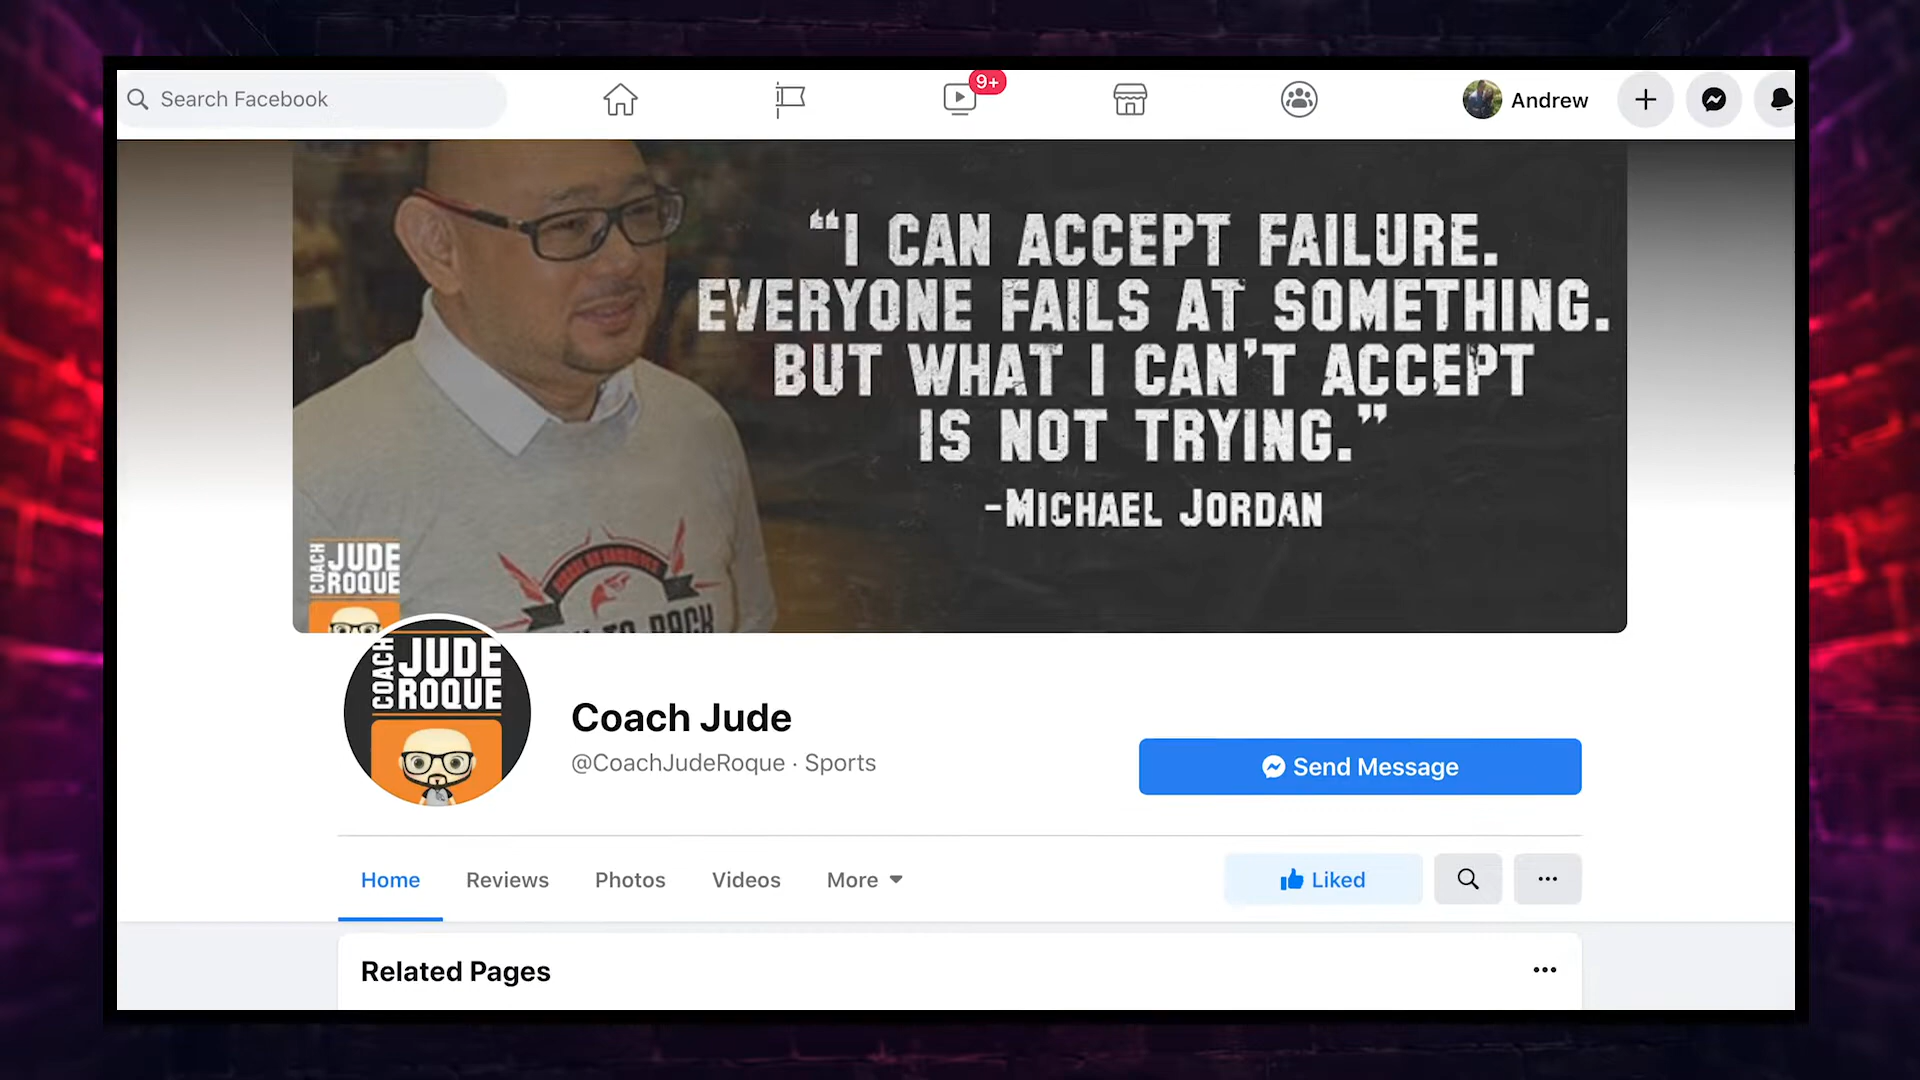 Search Facebook
9+
Andrew
“I CAN ACCEPT FAILURE.
EVERYONE FAILS AT SOMETHING.
BUT WHAT I CAN’T ACCEPT
IS NOT TRYING.”
-MICHAEL JORDAN
COACH
JUDE
ROQUE
COACH
JUDE
ROQUE
Coach Jude
@CoachJudeRoque · Sports
Send Message
Home Reviews Photos Videos More
Liked
Related Pages